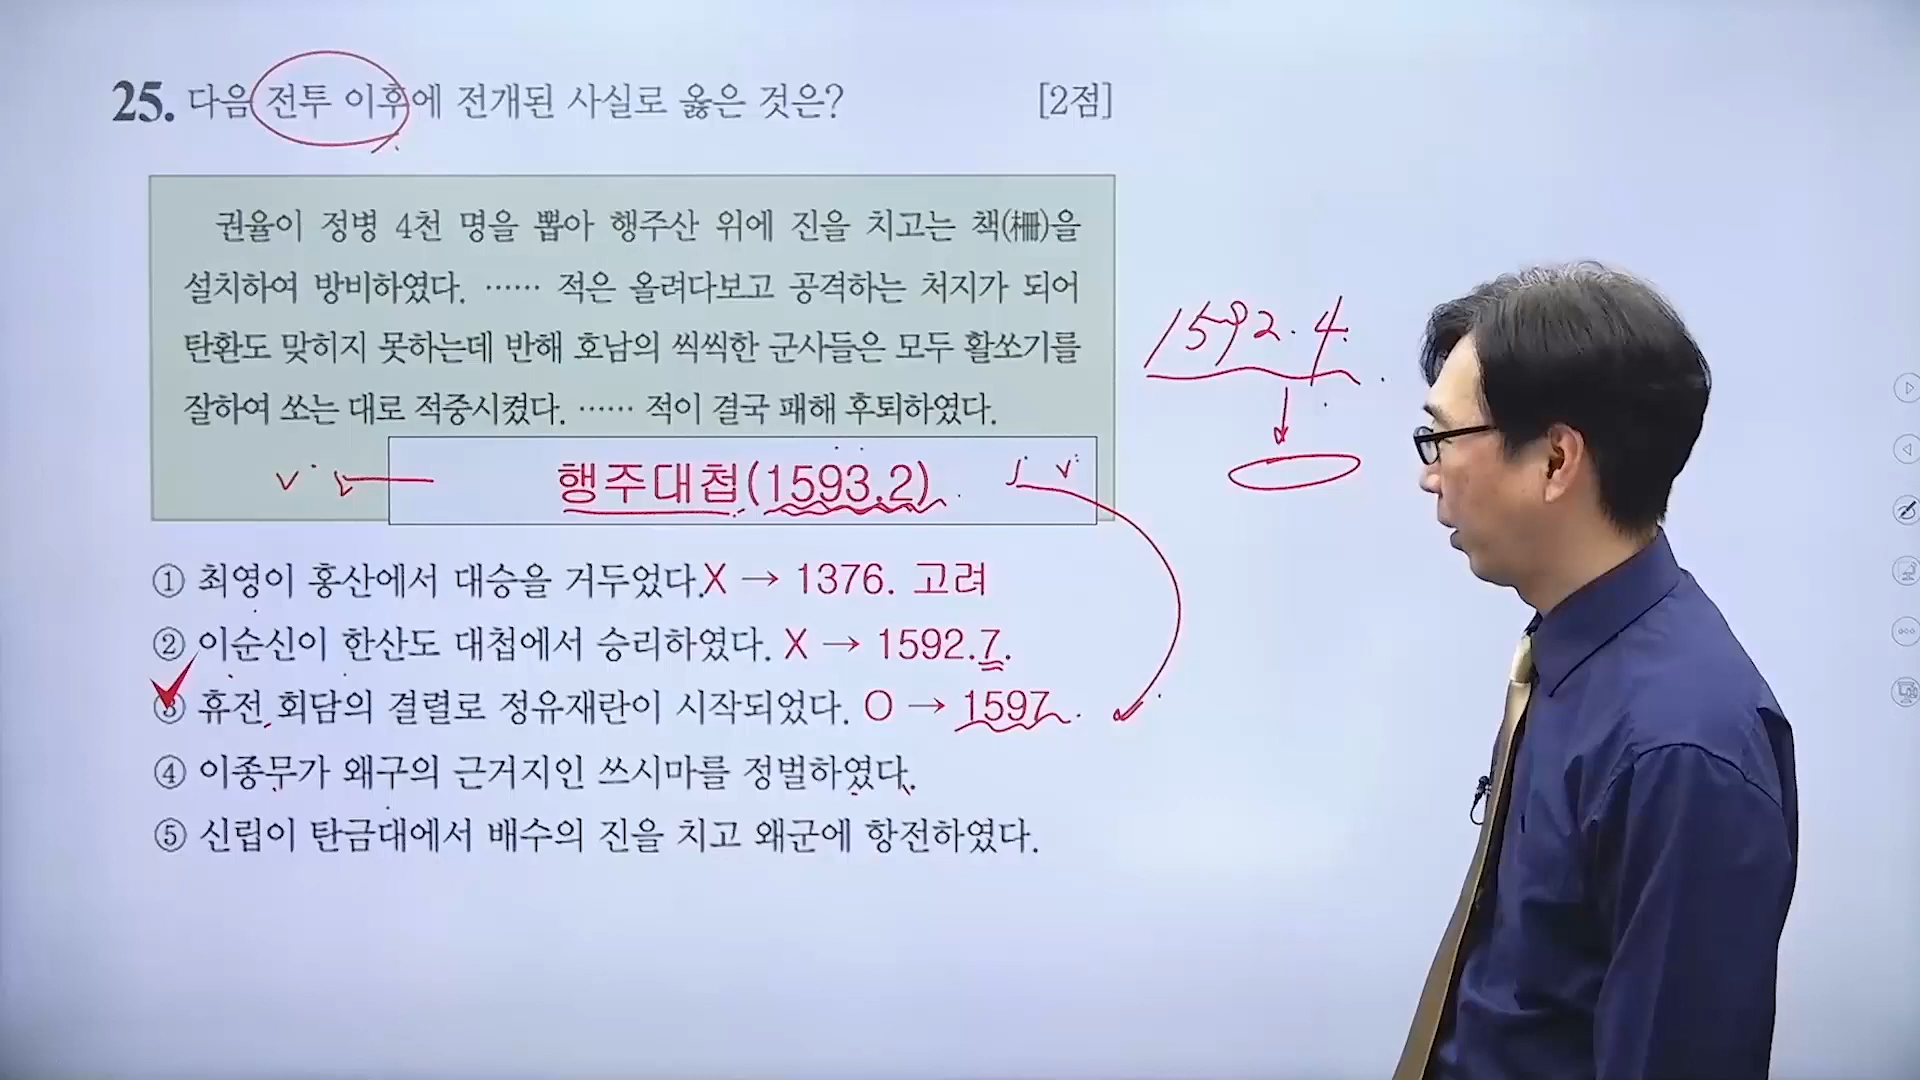 25. 다음 전투 이후에 전개된 사실로 옳은 것은? [2점]
권율이 정병 4천 명을 뽑아 행주산 위에 진을 치고는 책(柵)을
설치하여 방비하였다. …… 적은 올려다보고 공격하는 처지가 되어
탄환도 맞히지 못하는데 반해 호남의 씩씩한 군사들은 모두 활쏘기를
잘하여 쏘는 대로 적중시켰다. …… 적이 결국 패해 후퇴하였다.
1592.4.
행주대첩(1593.2)
① 최영이 홍산에서 대승을 거두었다.X → 1376. 고려
② 이순신이 한산도 대첩에서 승리하였다. X → 1592.7.
③ 휴전 회담의 결렬로 정유재란이 시작되었다. O → 1597.
④ 이종무가 왜구의 근거지인 쓰시마를 정벌하였다.
⑤ 신립이 탄금대에서 배수의 진을 치고 왜군에 항전하였다.